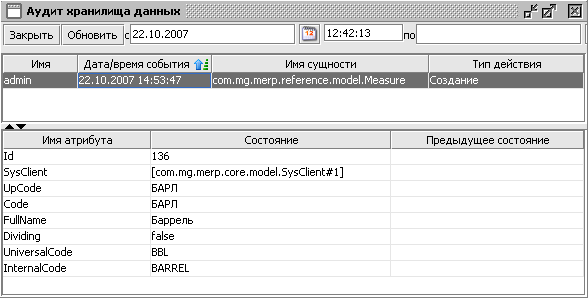 Аудит хранилища данных
Закрыть Обновить с 22.10.2007 12:42:13 по
Имя Дата/время события Имя сущности Тип действия
admin 22.10.2007 14:53:47 com.mg.merp.reference.model.Measure Создание
Имя атрибута Состояние Предыдущее состояние
Id 136
SysClient [com.mg.merp.core.model.SysClient#1]
UpCode БАРЛ
Code БАРЛ
FullName Баррель
Dividing false
UniversalCode BBL
InternalCode BARREL